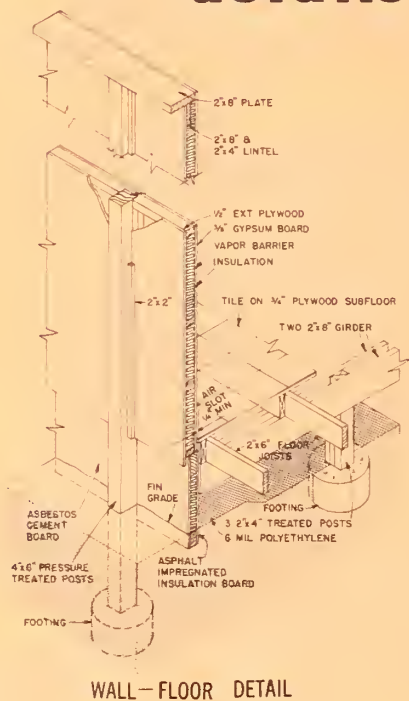 2"x8" PLATE
2"x8" &
2"x4" LINTEL
1/2" EXT PLYWOOD
3/8" GYPSUM BOARD
VAPOR BARRIER
INSULATION
2"x2"
TILE ON 3/4" PLYWOOD SUBFLOOR
TWO 2"x8" GIRDER
AIR
SLOT
1/4" MIN
2"x6" FLOOR
JOISTS
FIN
GRADE
FOOTING
ASBESTOS
CEMENT
BOARD
3 2"x4" TREATED POSTS
6 MIL POLYETHYLENE
4"x6" PRESSURE
TREATED POSTS
ASPHALT
IMPREGNATED
INSULATION BOARD
FOOTING
WALL-FLOOR DETAIL